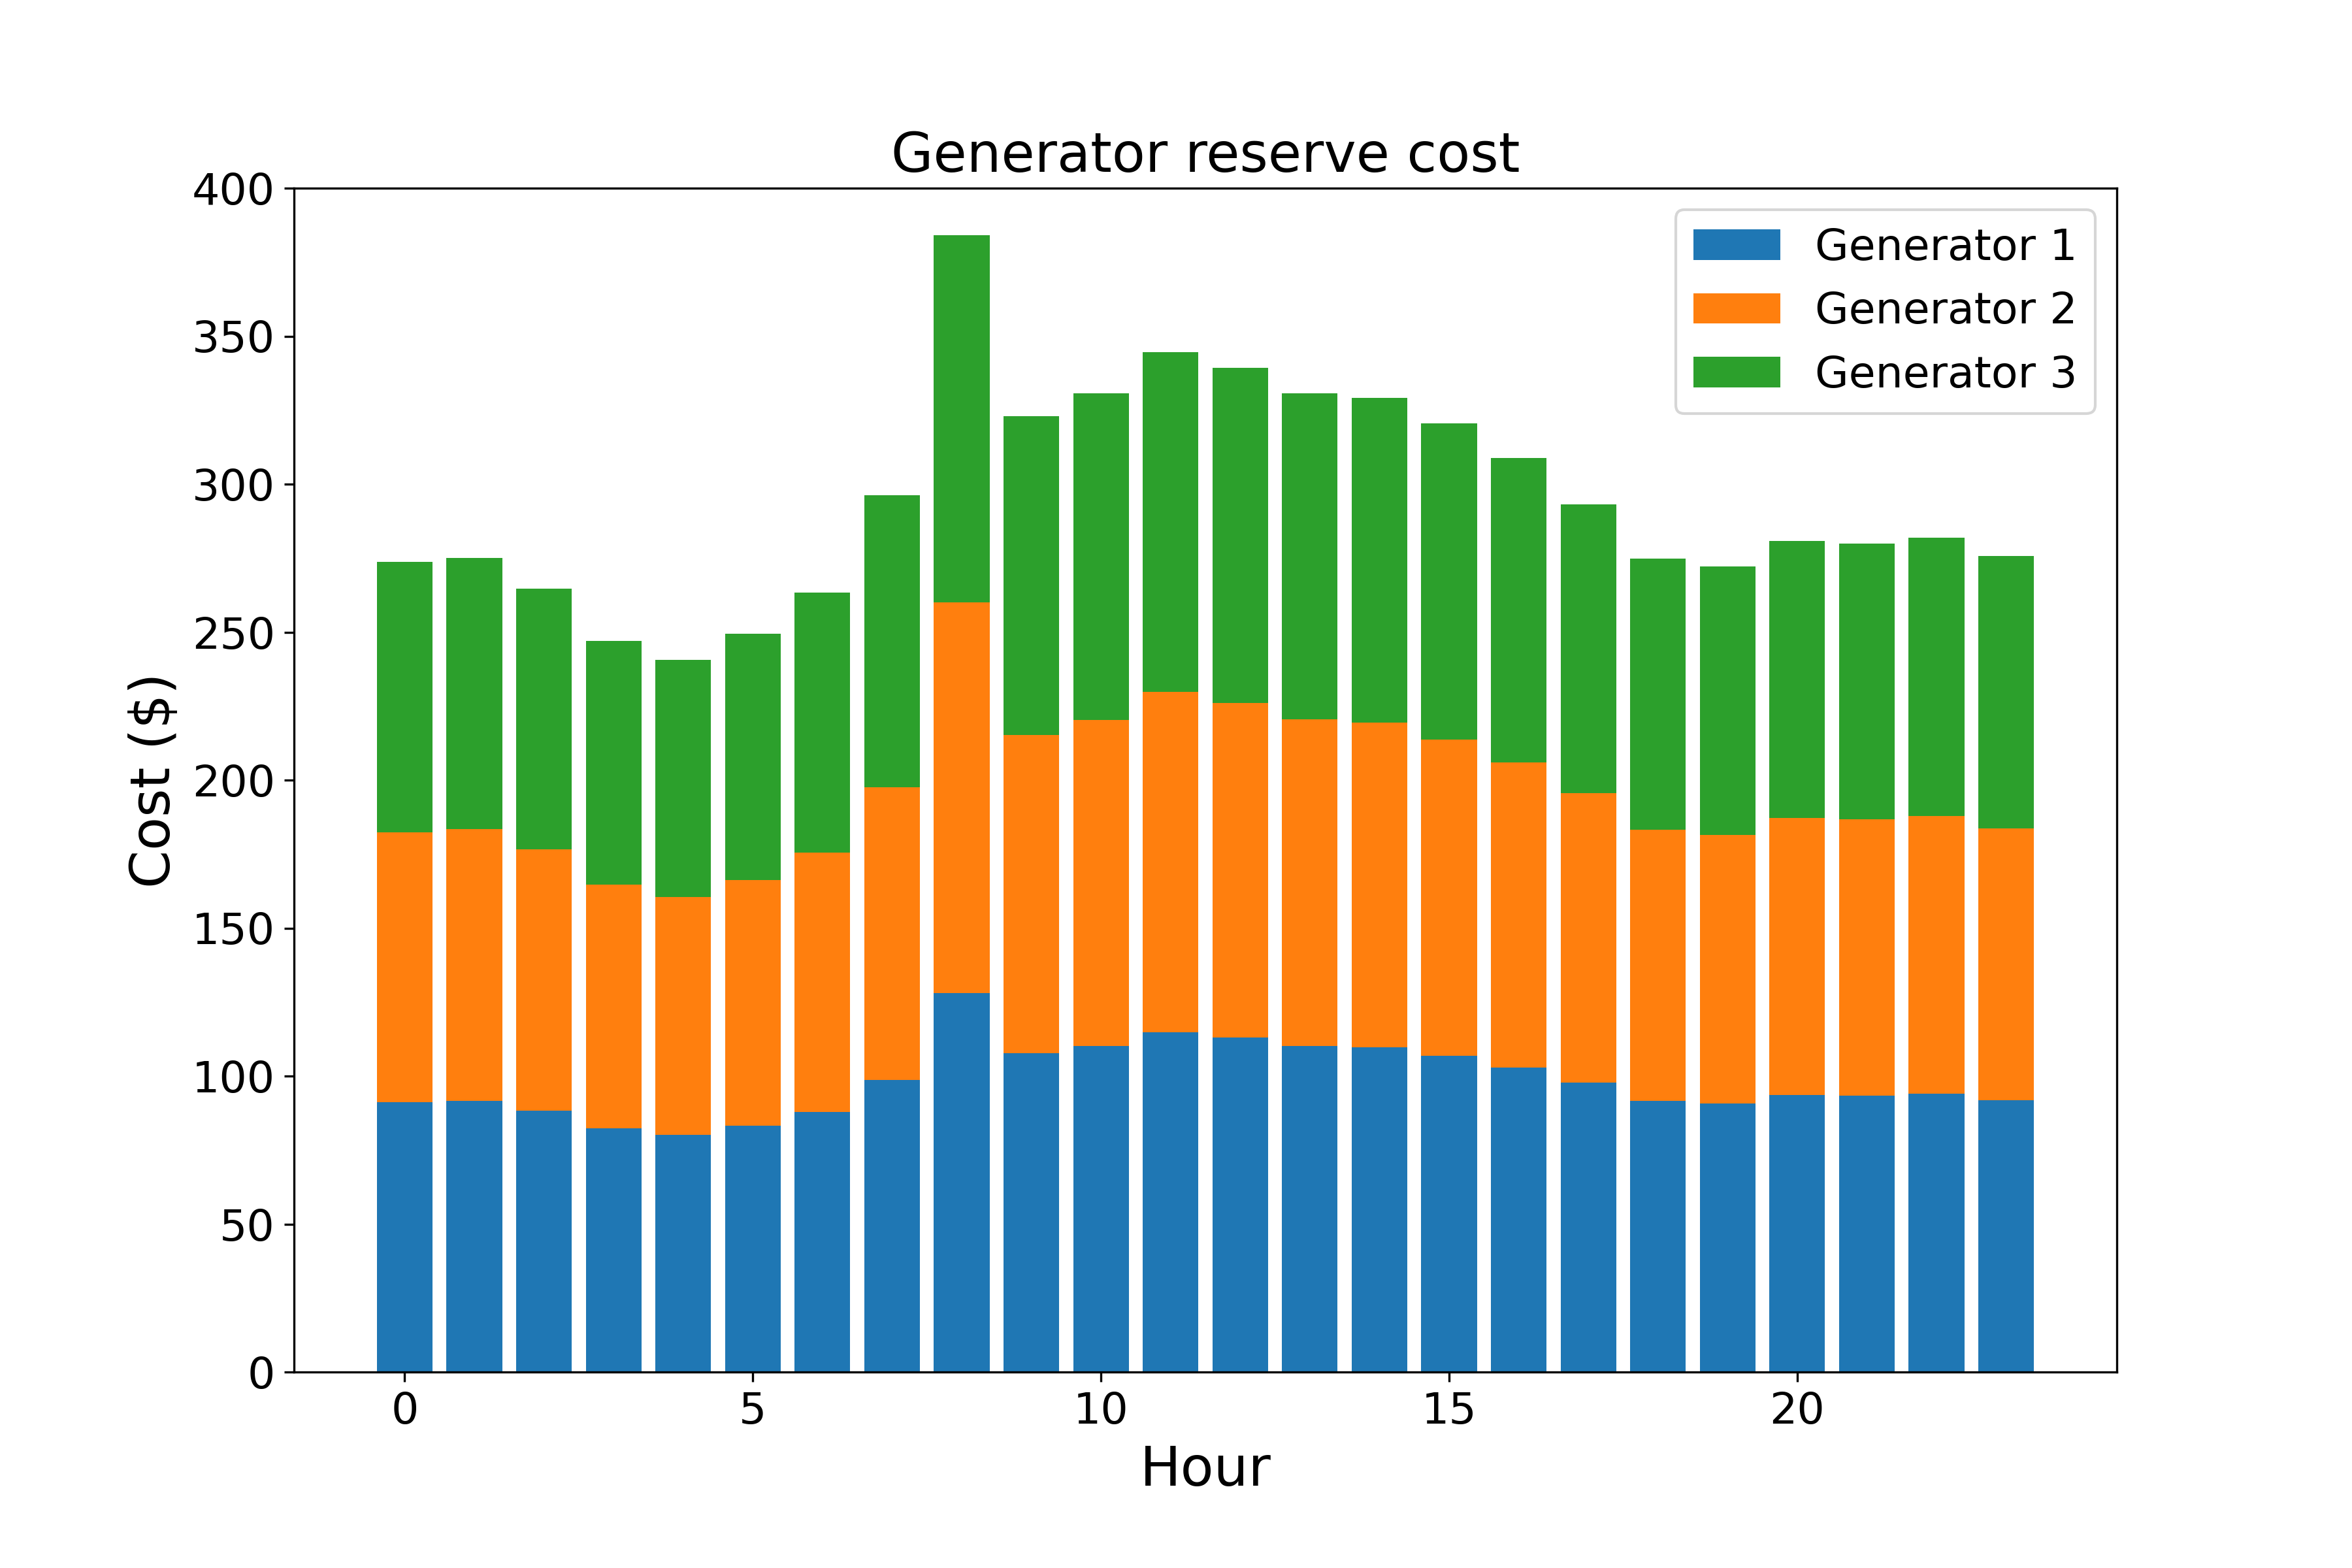 Generator reserve cost
400
350
300
250
200
150
100
50
0
Cost ($)
Generator 1
Generator 2
Generator 3
0 5 10 15 20
Hour